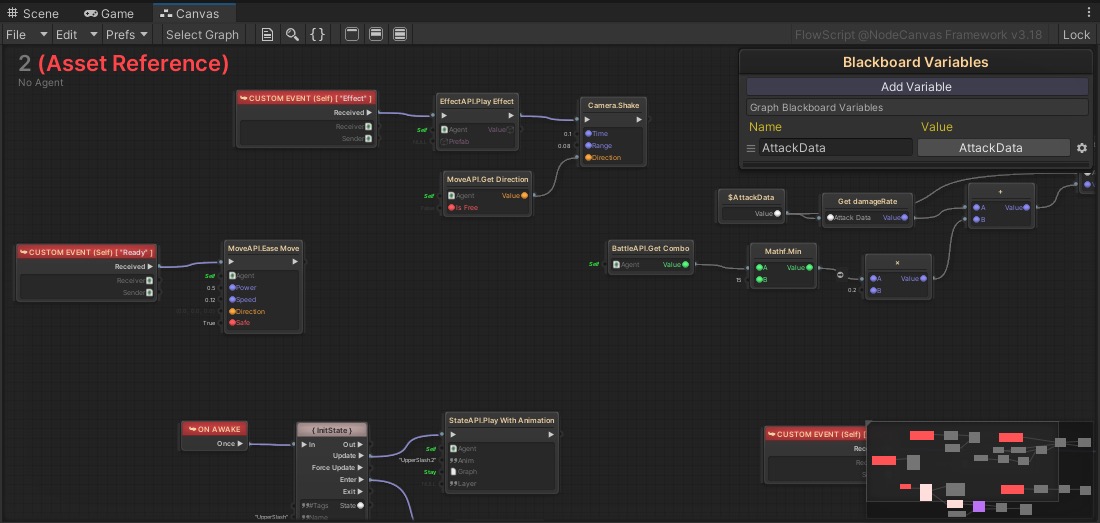 Scene Game Canvas
File Edit Prefs Select Graph {} FlowScript @NodeCanvas Framework v3.18 Lock
2 (Asset Reference)
No Agent
Blackboard Variables
Add Variable
Graph Blackboard Variables
Name Value
AttackData AttackData
CUSTOM EVENT (Self) [ "Effect" ]
Received
Receiver
Sender
EffectAPI.Play Effect
Self Agent Value
Prefab
Camera.Shake
0.1 Time
0.08 Range
Direction
MoveAPI.Get Direction
Self Agent Value
Is Free
$AttackData
Value
Get damageRate
Attack Data Value
+
A Value
B
CUSTOM EVENT (Self) [ "Ready" ]
Received
Receiver
Sender
MoveAPI.Ease Move
Self Agent
0.5 Power
0.12 Speed
Direction
True Safe
BattleAPI.Get Combo
Self Agent Value
Mathf.Min
A Value
15 B
×
A Value
0.2 B
ON AWAKE
Once
{ InitState }
In Out
Update
Force Update
Enter
Exit
#Tags State
"UpperSlash" Name
StateAPI.Play With Animation
Self Agent
"UpperSlash.2" Anim
Stay Graph
Layer
CUSTOM EVENT (Self) [